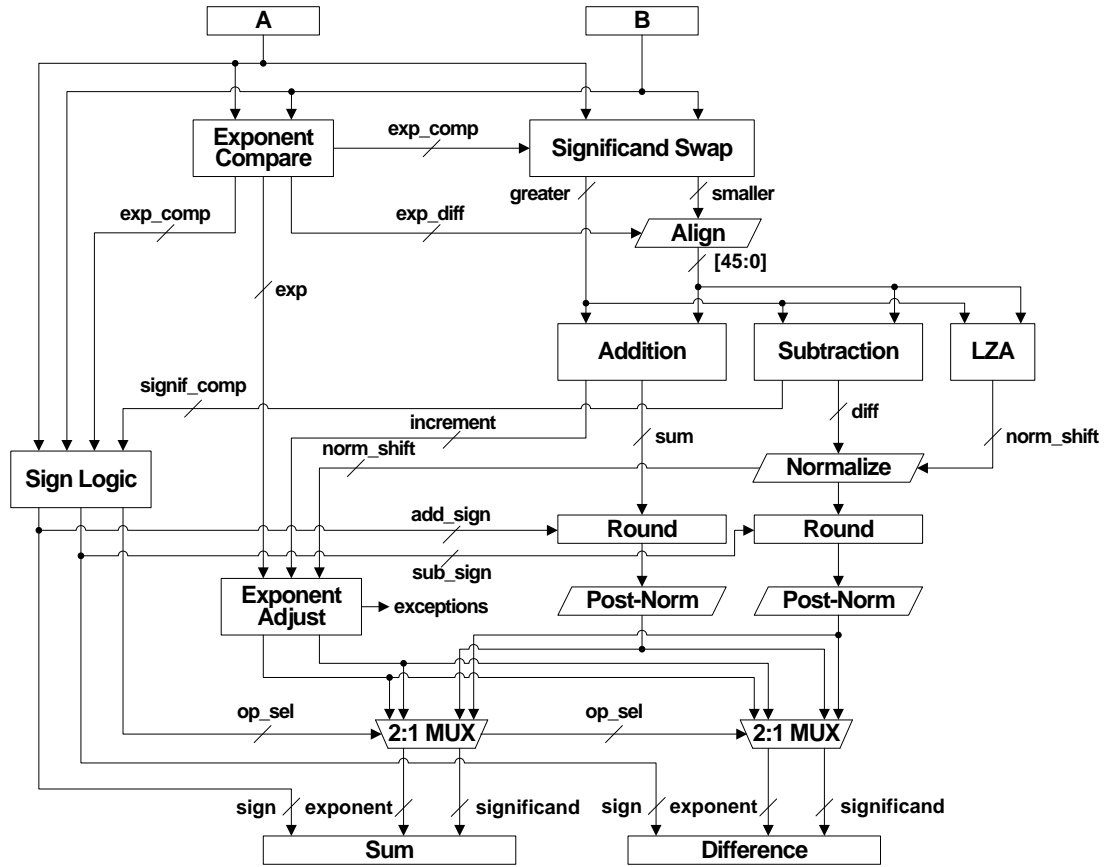 A
B
Exponent
Compare
exp_comp
Significand Swap
greater
smaller
exp_comp
exp_diff
Align
[45:0]
exp
Addition
Subtraction
LZA
signif_comp
increment
sum
diff
norm_shift
norm_shift
Normalize
Sign Logic
add_sign
Round
Round
sub_sign
Exponent
Adjust
exceptions
Post-Norm
Post-Norm
op_sel
2:1 MUX
op_sel
2:1 MUX
sign
exponent
significand
sign
exponent
significand
Sum
Difference